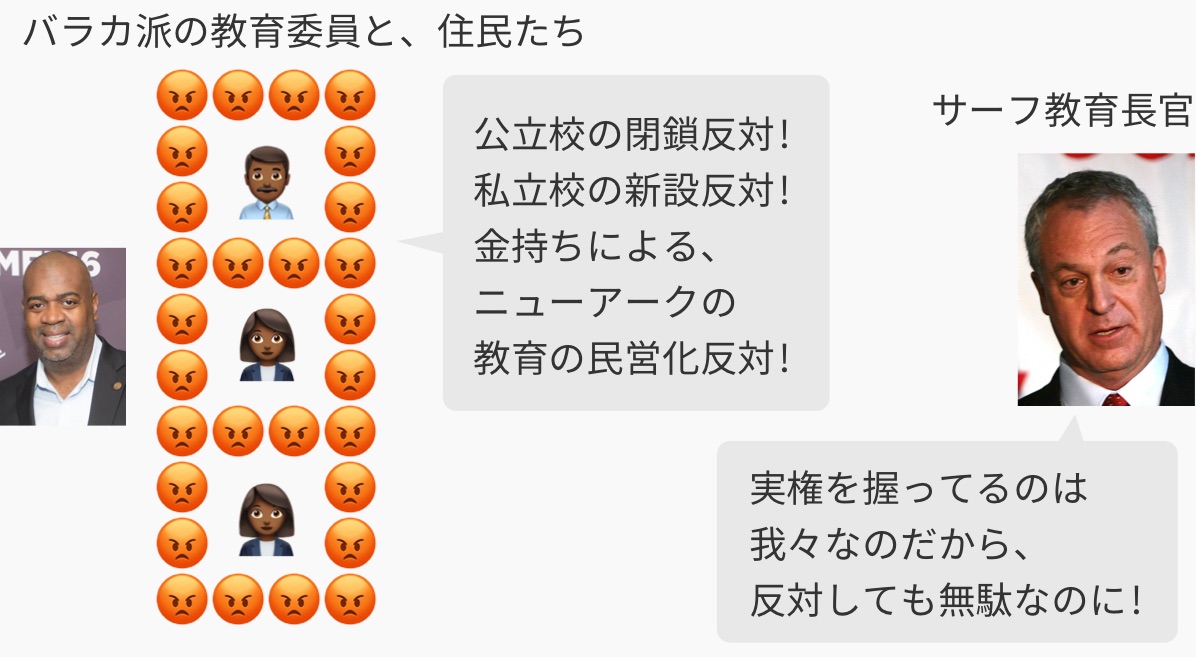 バラカ派の教育委員と、住民たち
公立校の閉鎖反対！
私立校の新設反対！
金持ちによる、
ニューアークの
教育の民営化反対！
サーフ教育長官
実権を握ってるのは
我々なのだから、
反対しても無駄なのに！